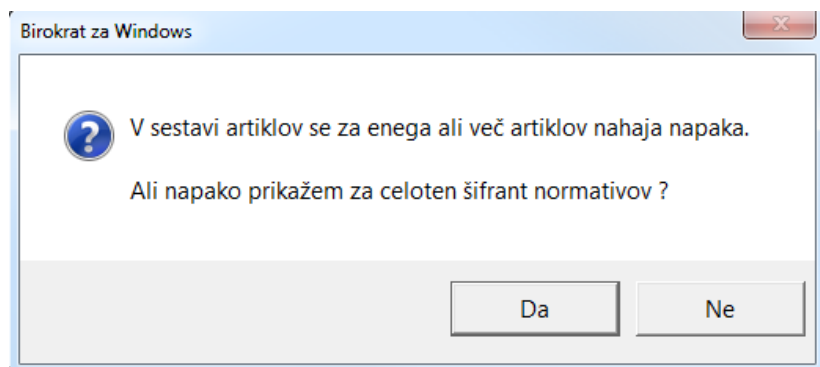 Birokrat za Windows
V sestavi artiklov se za enega ali več artiklov nahaja napaka.
Ali napako prikažem za celoten šifrant normativov ?
Da
Ne